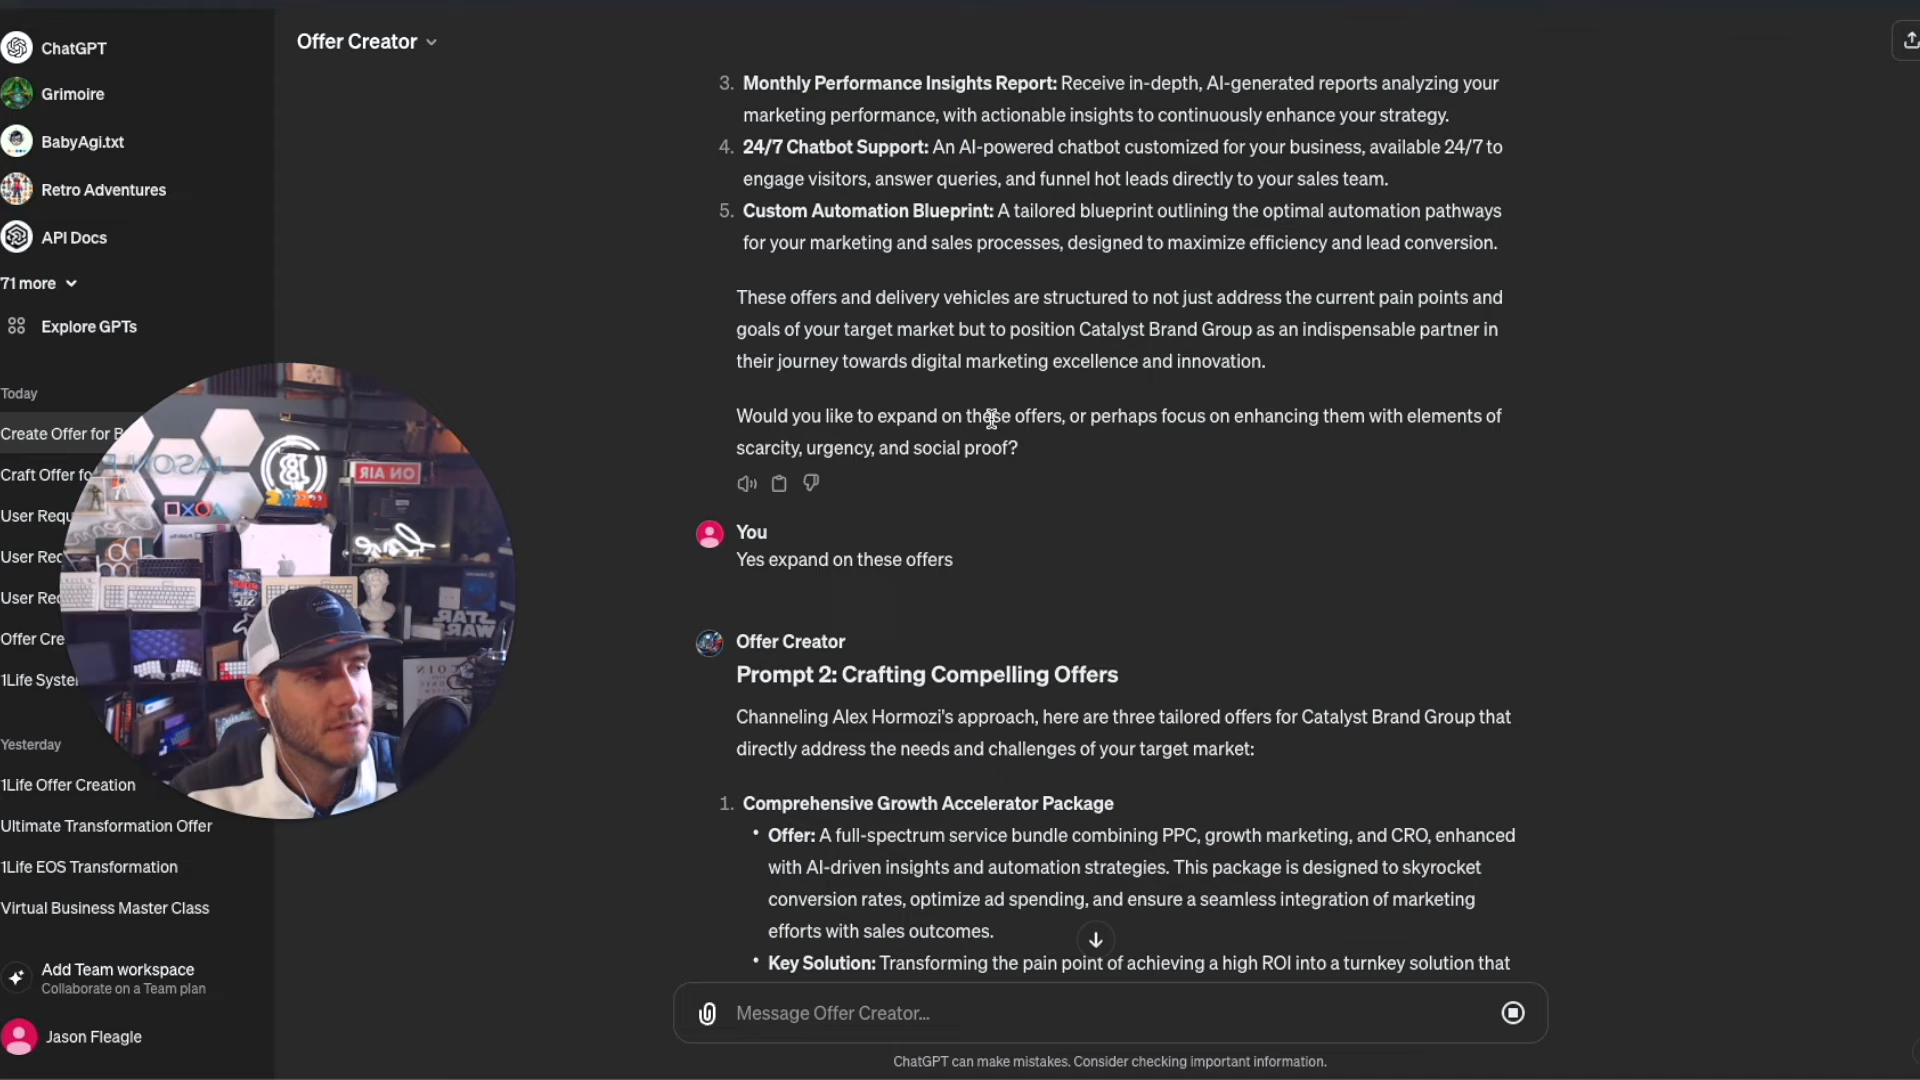 ChatGPT
Grimoire
BabyAgi.txt
Retro Adventures
API Docs
71 more
Explore GPTs
Today
Create Offer for B
Craft Offer fo
User Requ
User Rec
User Rec
Offer Cre
1Life Syste
Yesterday
1Life Offer Creation
Ultimate Transformation Offer
1Life EOS Transformation
Virtual Business Master Class
Add Team workspace
Collaborate on a Team plan
Jason Fleagle
ON AIR
STAR
WARS
Offer Creator
3. Monthly Performance Insights Report: Receive in-depth, AI-generated reports analyzing your
marketing performance, with actionable insights to continuously enhance your strategy.
4. 24/7 Chatbot Support: An AI-powered chatbot customized for your business, available 24/7 to
engage visitors, answer queries, and funnel hot leads directly to your sales team.
5. Custom Automation Blueprint: A tailored blueprint outlining the optimal automation pathways
for your marketing and sales processes, designed to maximize efficiency and lead conversion.
These offers and delivery vehicles are structured to not just address the current pain points and
goals of your target market but to position Catalyst Brand Group as an indispensable partner in
their journey towards digital marketing excellence and innovation.
Would you like to expand on these offers, or perhaps focus on enhancing them with elements of
scarcity, urgency, and social proof?
You
Yes expand on these offers
Offer Creator
Prompt 2: Crafting Compelling Offers
Channeling Alex Hormozi's approach, here are three tailored offers for Catalyst Brand Group that
directly address the needs and challenges of your target market:
1. Comprehensive Growth Accelerator Package
• Offer: A full-spectrum service bundle combining PPC, growth marketing, and CRO, enhanced
with AI-driven insights and automation strategies. This package is designed to skyrocket
conversion rates, optimize ad spending, and ensure a seamless integration of marketing
efforts with sales outcomes.
• Key Solution: Transforming the pain point of achieving a high ROI into a turnkey solution that
Message Offer Creator...
ChatGPT can make mistakes. Consider checking important information.